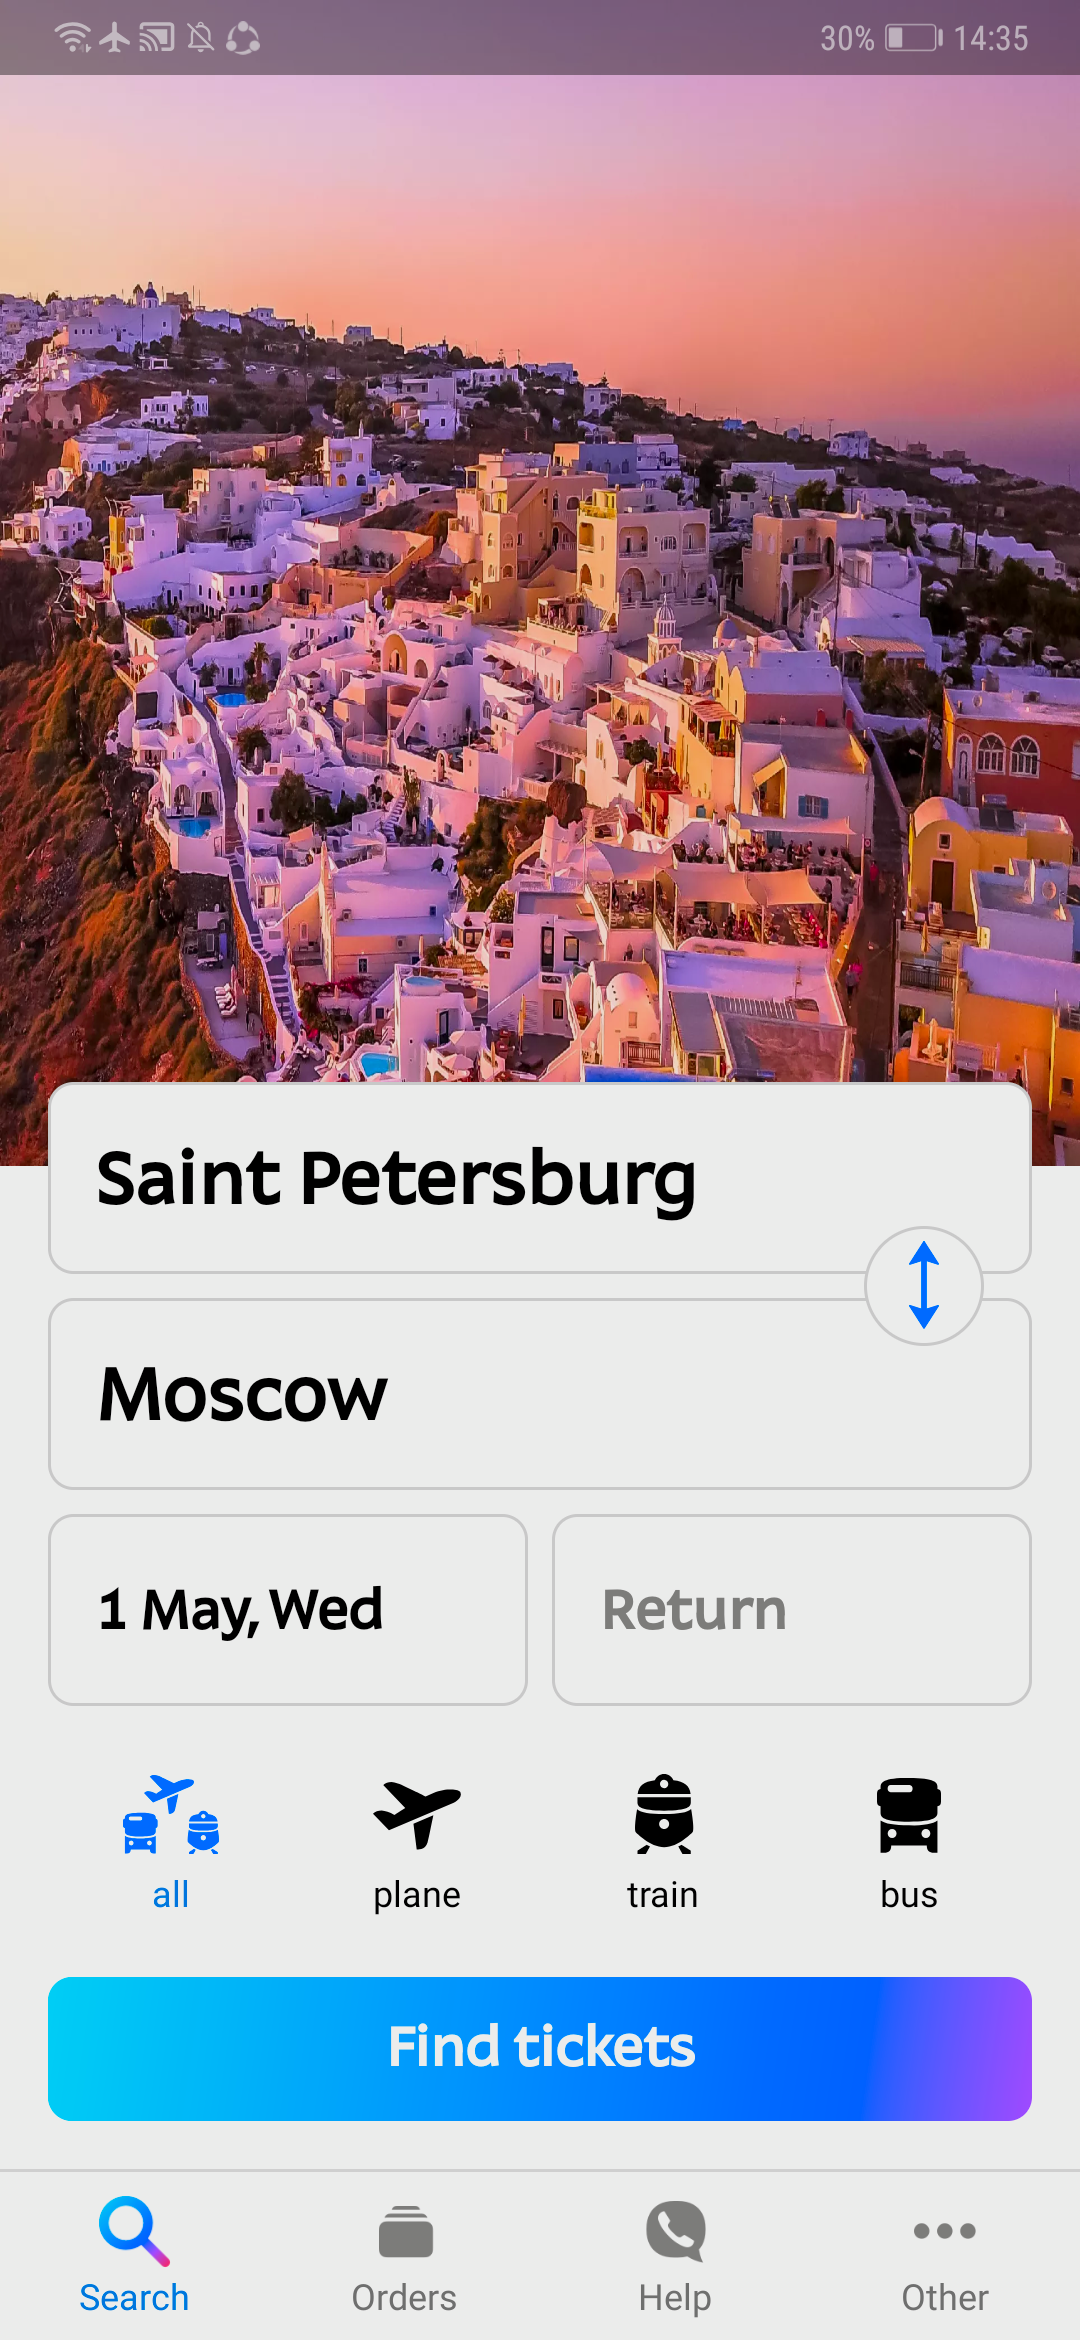 30% 14:35
Saint Petersburg
Moscow
1 May, Wed
Return
all
plane
train
bus
Find tickets
Search
Orders
Help
Other